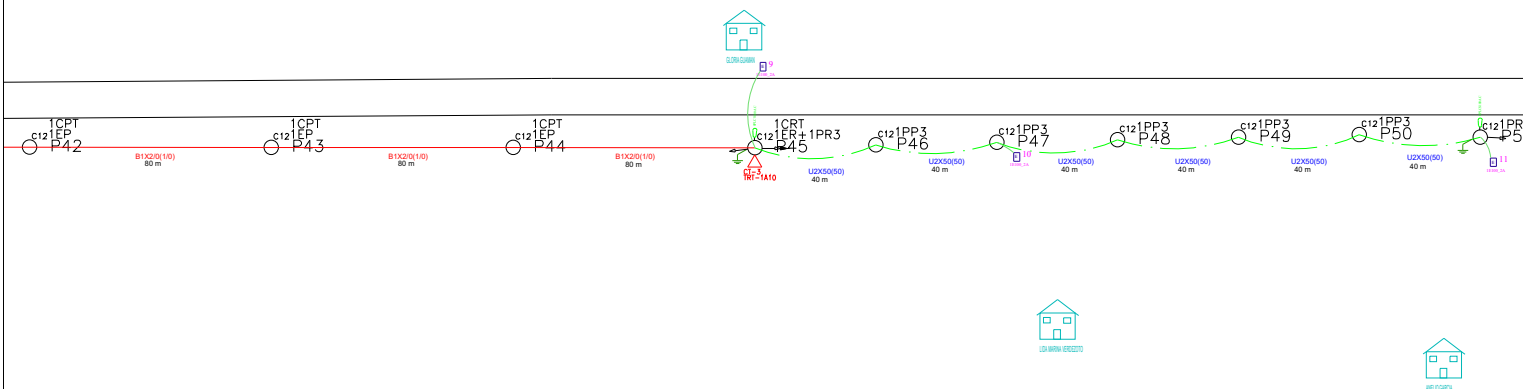 GLORIA GUAMAN
9
1CPT
C12 1EP
P42
1CPT
C12 1EP
P43
1CPT
C12 1EP
P44
1CRT
C12 1ER+1PR3
P45
C12 1PP3
P46
C12 1PP3
P47
C12 1PP3
P48
C12 1PP3
P49
C12 1PP3
P50
C12 1PR
P5
B1X2/0(1/0)
80 m
B1X2/0(1/0)
80 m
B1X2/0(1/0)
80 m
CT-3
TRT-1A10
U2X50(50)
40 m
U2X50(50)
40 m
10
U2X50(50)
40 m
U2X50(50)
40 m
U2X50(50)
40 m
U2X50(50)
40 m
11